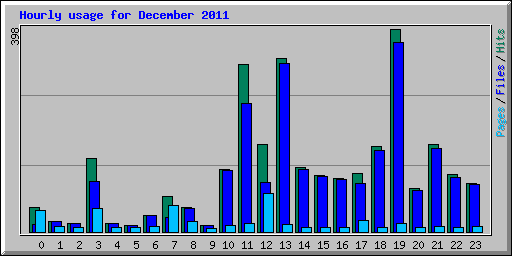 Hourly usage for December 2011
398
Pages / Files / Hits
0 1 2 3 4 5 6 7 8 9 10 11 12 13 14 15 16 17 18 19 20 21 22 23